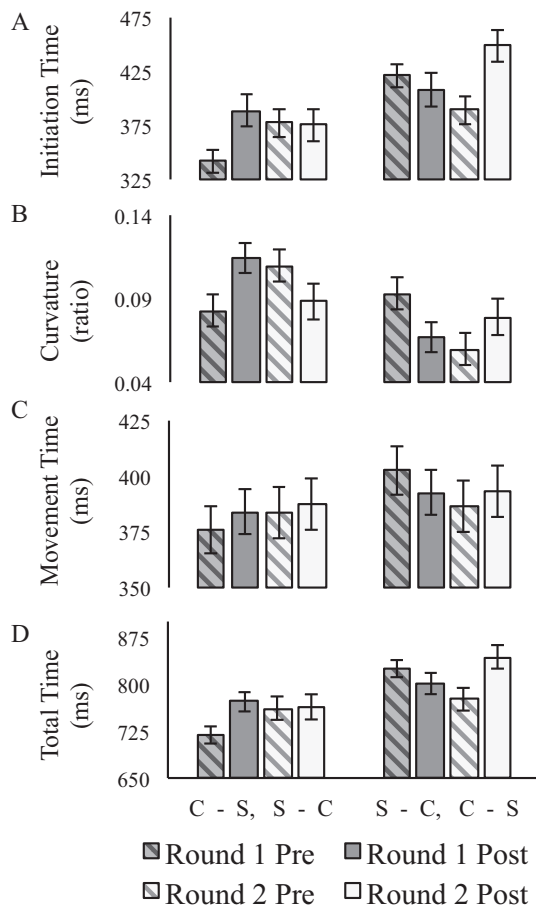 A
Initiation Time
(ms)
475
425
375
325
B
Curvature
(ratio)
0.14
0.09
0.04
C
Movement Time
(ms)
425
400
375
350
D
Total Time
(ms)
875
800
725
650
C - S, S - C
S - C, C - S
Round 1 Pre
Round 1 Post
Round 2 Pre
Round 2 Post